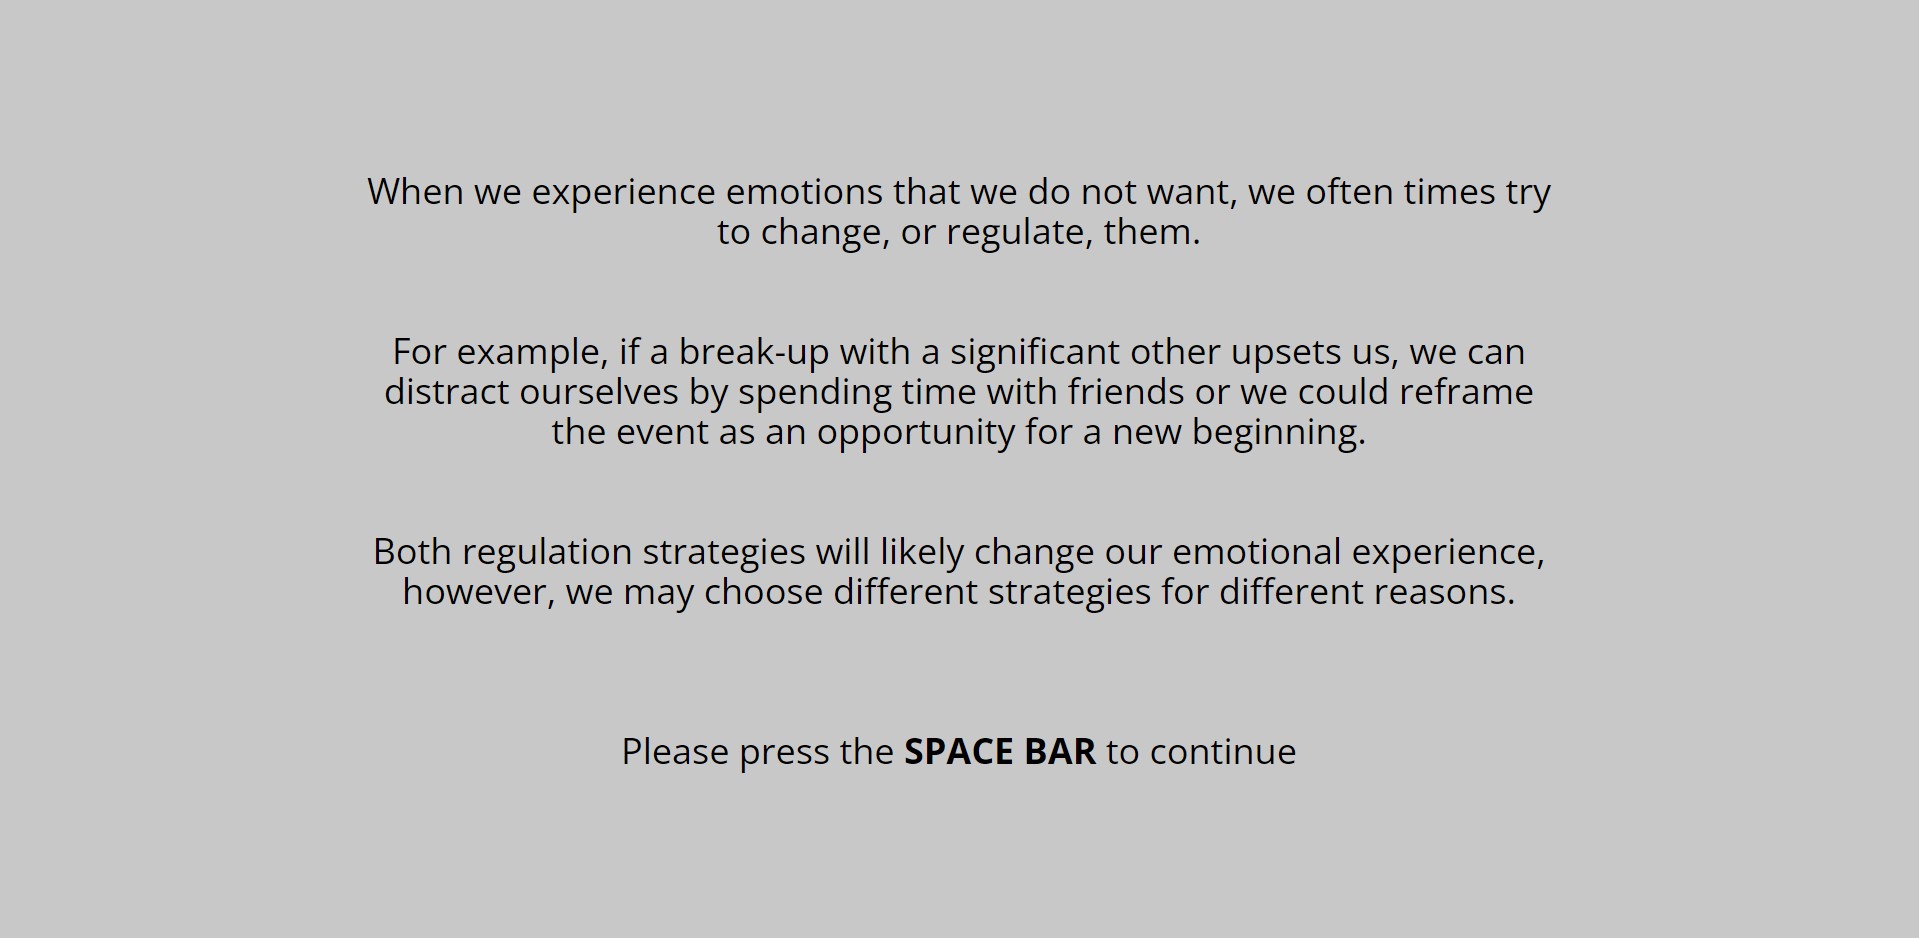 When we experience emotions that we do not want, we often times try
to change, or regulate, them.
For example, if a break-up with a significant other upsets us, we can
distract ourselves by spending time with friends or we could reframe
the event as an opportunity for a new beginning.
Both regulation strategies will likely change our emotional experience,
however, we may choose different strategies for different reasons.
Please press the SPACE BAR to continue